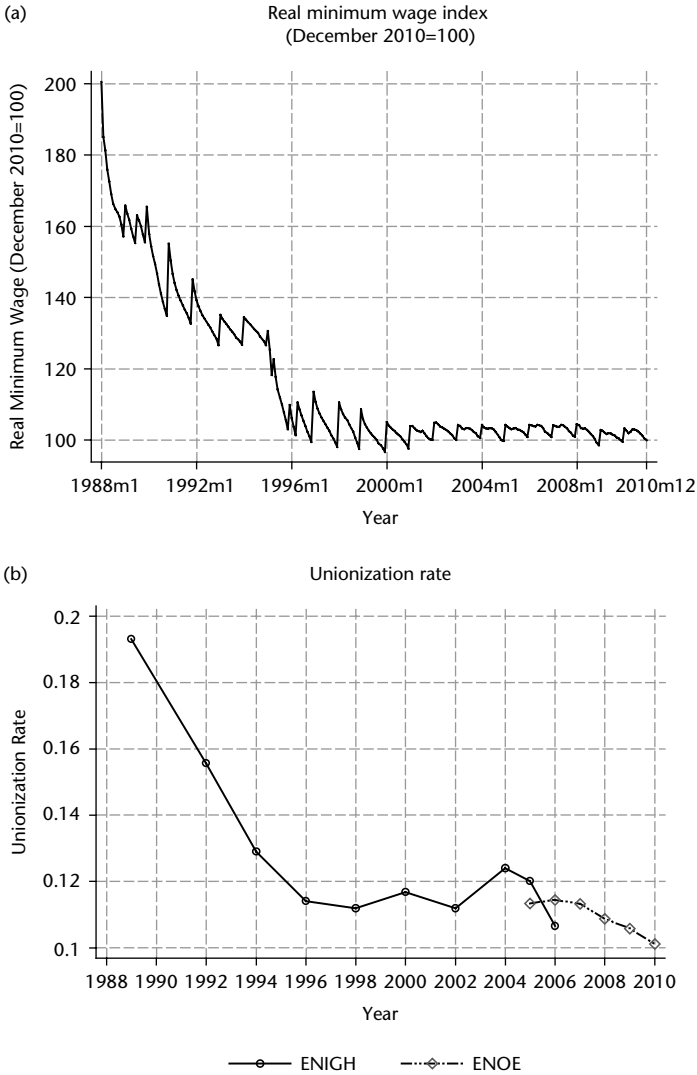 (a)
Real minimum wage index
(December 2010=100)
Real Minimum Wage (December 2010=100)
200
180
160
140
120
100
1988m1 1992m1 1996m1 2000m1 2004m1 2008m1 2010m12
Year
(b)
Unionization rate
Unionization Rate
0.2
0.18
0.16
0.14
0.12
0.1
1988 1990 1992 1994 1996 1998 2000 2002 2004 2006 2008 2010
Year
ENIGH ENOE